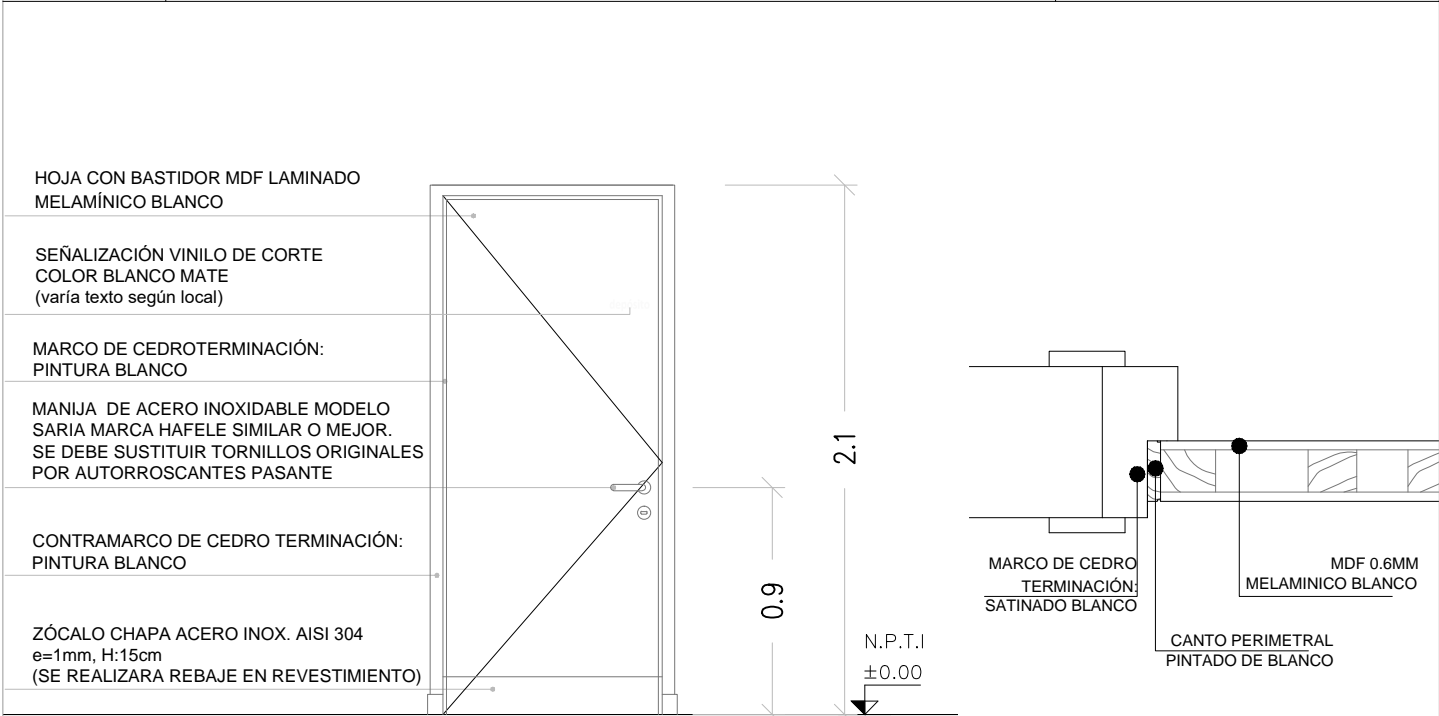 HOJA CON BASTIDOR MDF LAMINADO
MELAMÍNICO BLANCO
SEÑALIZACIÓN VINILO DE CORTE
COLOR BLANCO MATE
(varía texto según local)
MARCO DE CEDROTERMINACIÓN:
PINTURA BLANCO
MANIJA DE ACERO INOXIDABLE MODELO
SARIA MARCA HAFELE SIMILAR O MEJOR.
SE DEBE SUSTITUIR TORNILLOS ORIGINALES
POR AUTORROSCANTES PASANTE
CONTRAMARCO DE CEDRO TERMINACIÓN:
PINTURA BLANCO
ZÓCALO CHAPA ACERO INOX. AISI 304
e=1mm, H:15cm
(SE REALIZARA REBAJE EN REVESTIMIENTO)
2.1
0.9
N.P.T.I
±0.00
MARCO DE CEDRO
TERMINACIÓN:
SATINADO BLANCO
MDF 0.6MM
MELAMINICO BLANCO
CANTO PERIMETRAL
PINTADO DE BLANCO